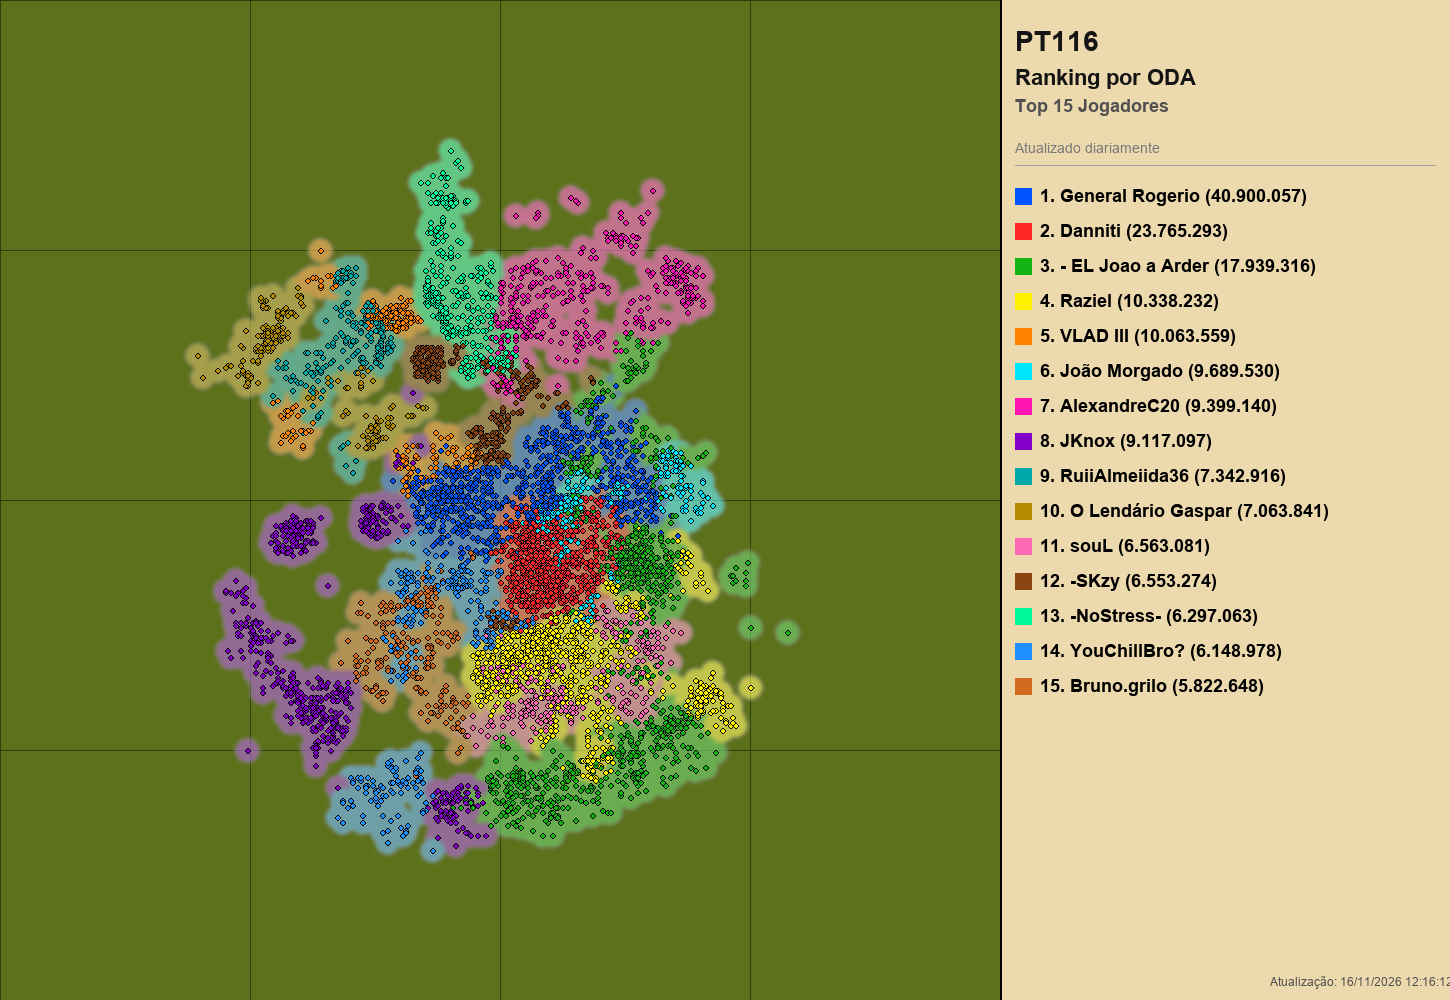 PT116
Ranking por ODA
Top 15 Jogadores
Atualizado diariamente
1. General Rogerio (40.900.057)
2. Danniti (23.765.293)
3. - EL Joao a Arder (17.939.316)
4. Raziel (10.338.232)
5. VLAD III (10.063.559)
6. João Morgado (9.689.530)
7. AlexandreC20 (9.399.140)
8. JKnox (9.117.097)
9. RuiiAlmeiida36 (7.342.916)
10. O Lendário Gaspar (7.063.841)
11. souL (6.563.081)
12. -SKzy (6.553.274)
13. -NoStress- (6.297.063)
14. YouChillBro? (6.148.978)
15. Bruno.grilo (5.822.648)
Atualização: 16/11/2026 12:16:12